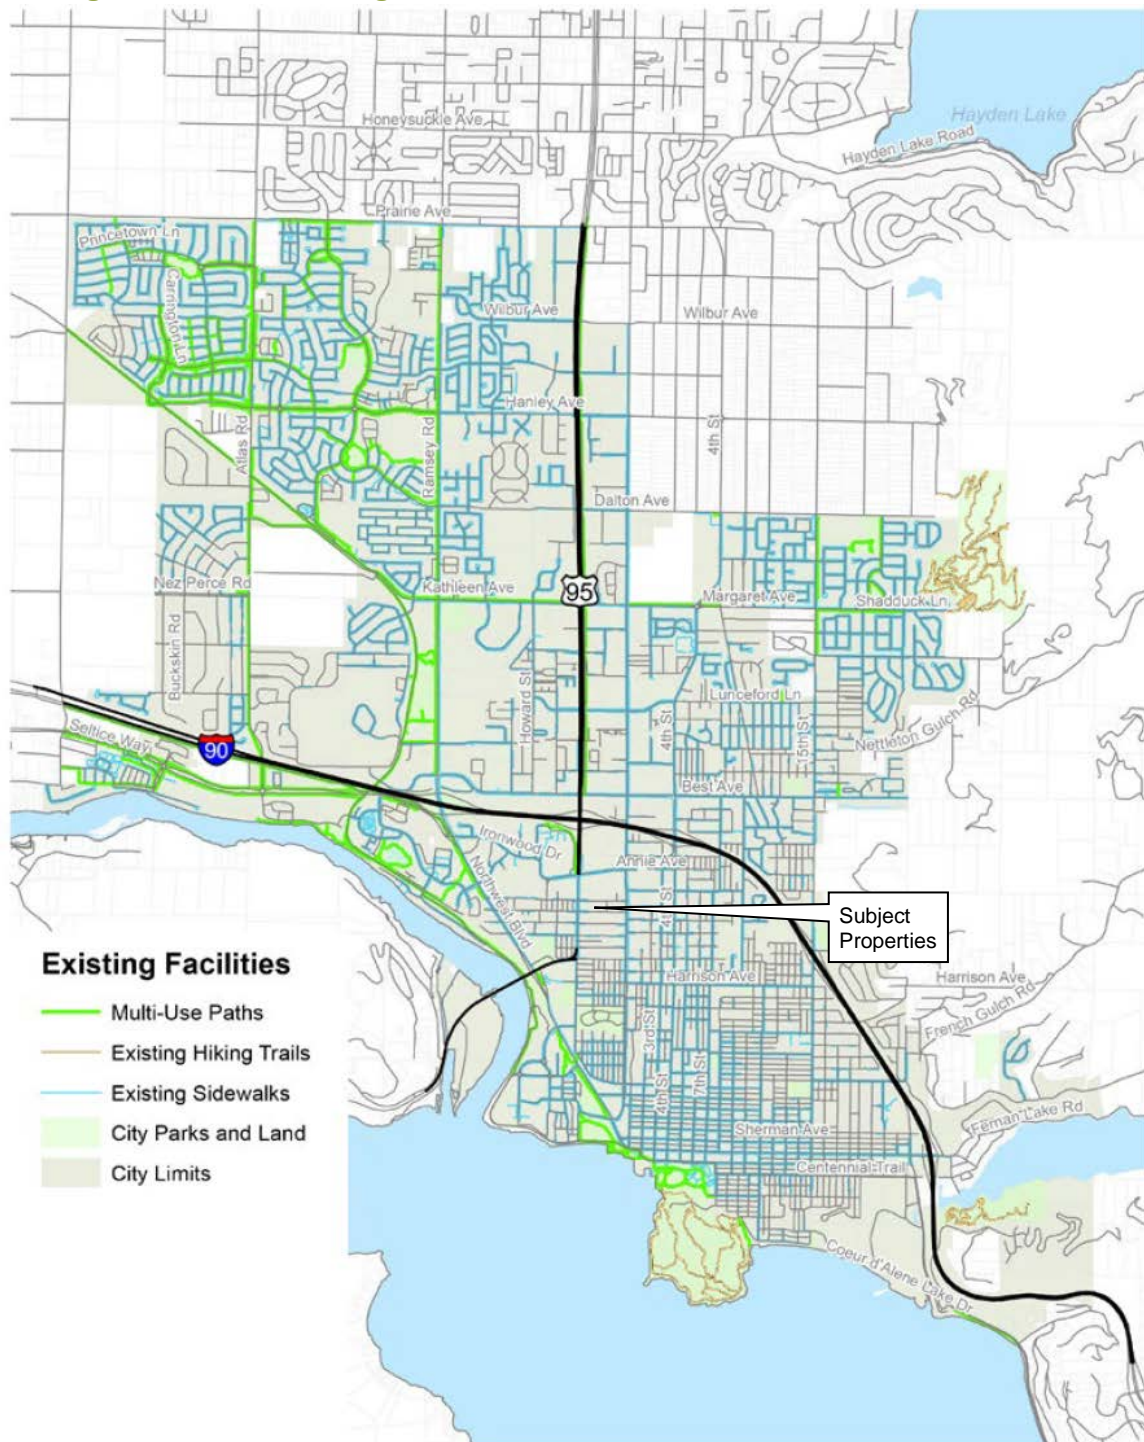 Hayden Lake
Honeysuckle Ave
Hayden Lake Road
Prairie Ave
Princetown Ln
Carrington Ln
Wilbur Ave
Wilbur Ave
Hanley Ave
Atlas Rd
Ramsey Rd
4th St
Dalton Ave
Nez Perce Rd
Kathleen Ave
95
Margaret Ave
Shadduck Ln
Buckskin Rd
Howard St
Lunceford Ln
4th St
15th St
Nettleton Gulch Rd
Seltice Way
90
Best Ave
Ironwood Dr
Annie Ave
Northwest Blvd
4th St
Subject
Properties
Harrison Ave
Harrison Ave
French Gulch Rd
3rd St
7th St
4th St
Fernan Lake Rd
Sherman Ave
Centennial Trail
Coeur d'Alene Lake Dr
Existing Facilities
Multi-Use Paths
Existing Hiking Trails
Existing Sidewalks
City Parks and Land
City Limits